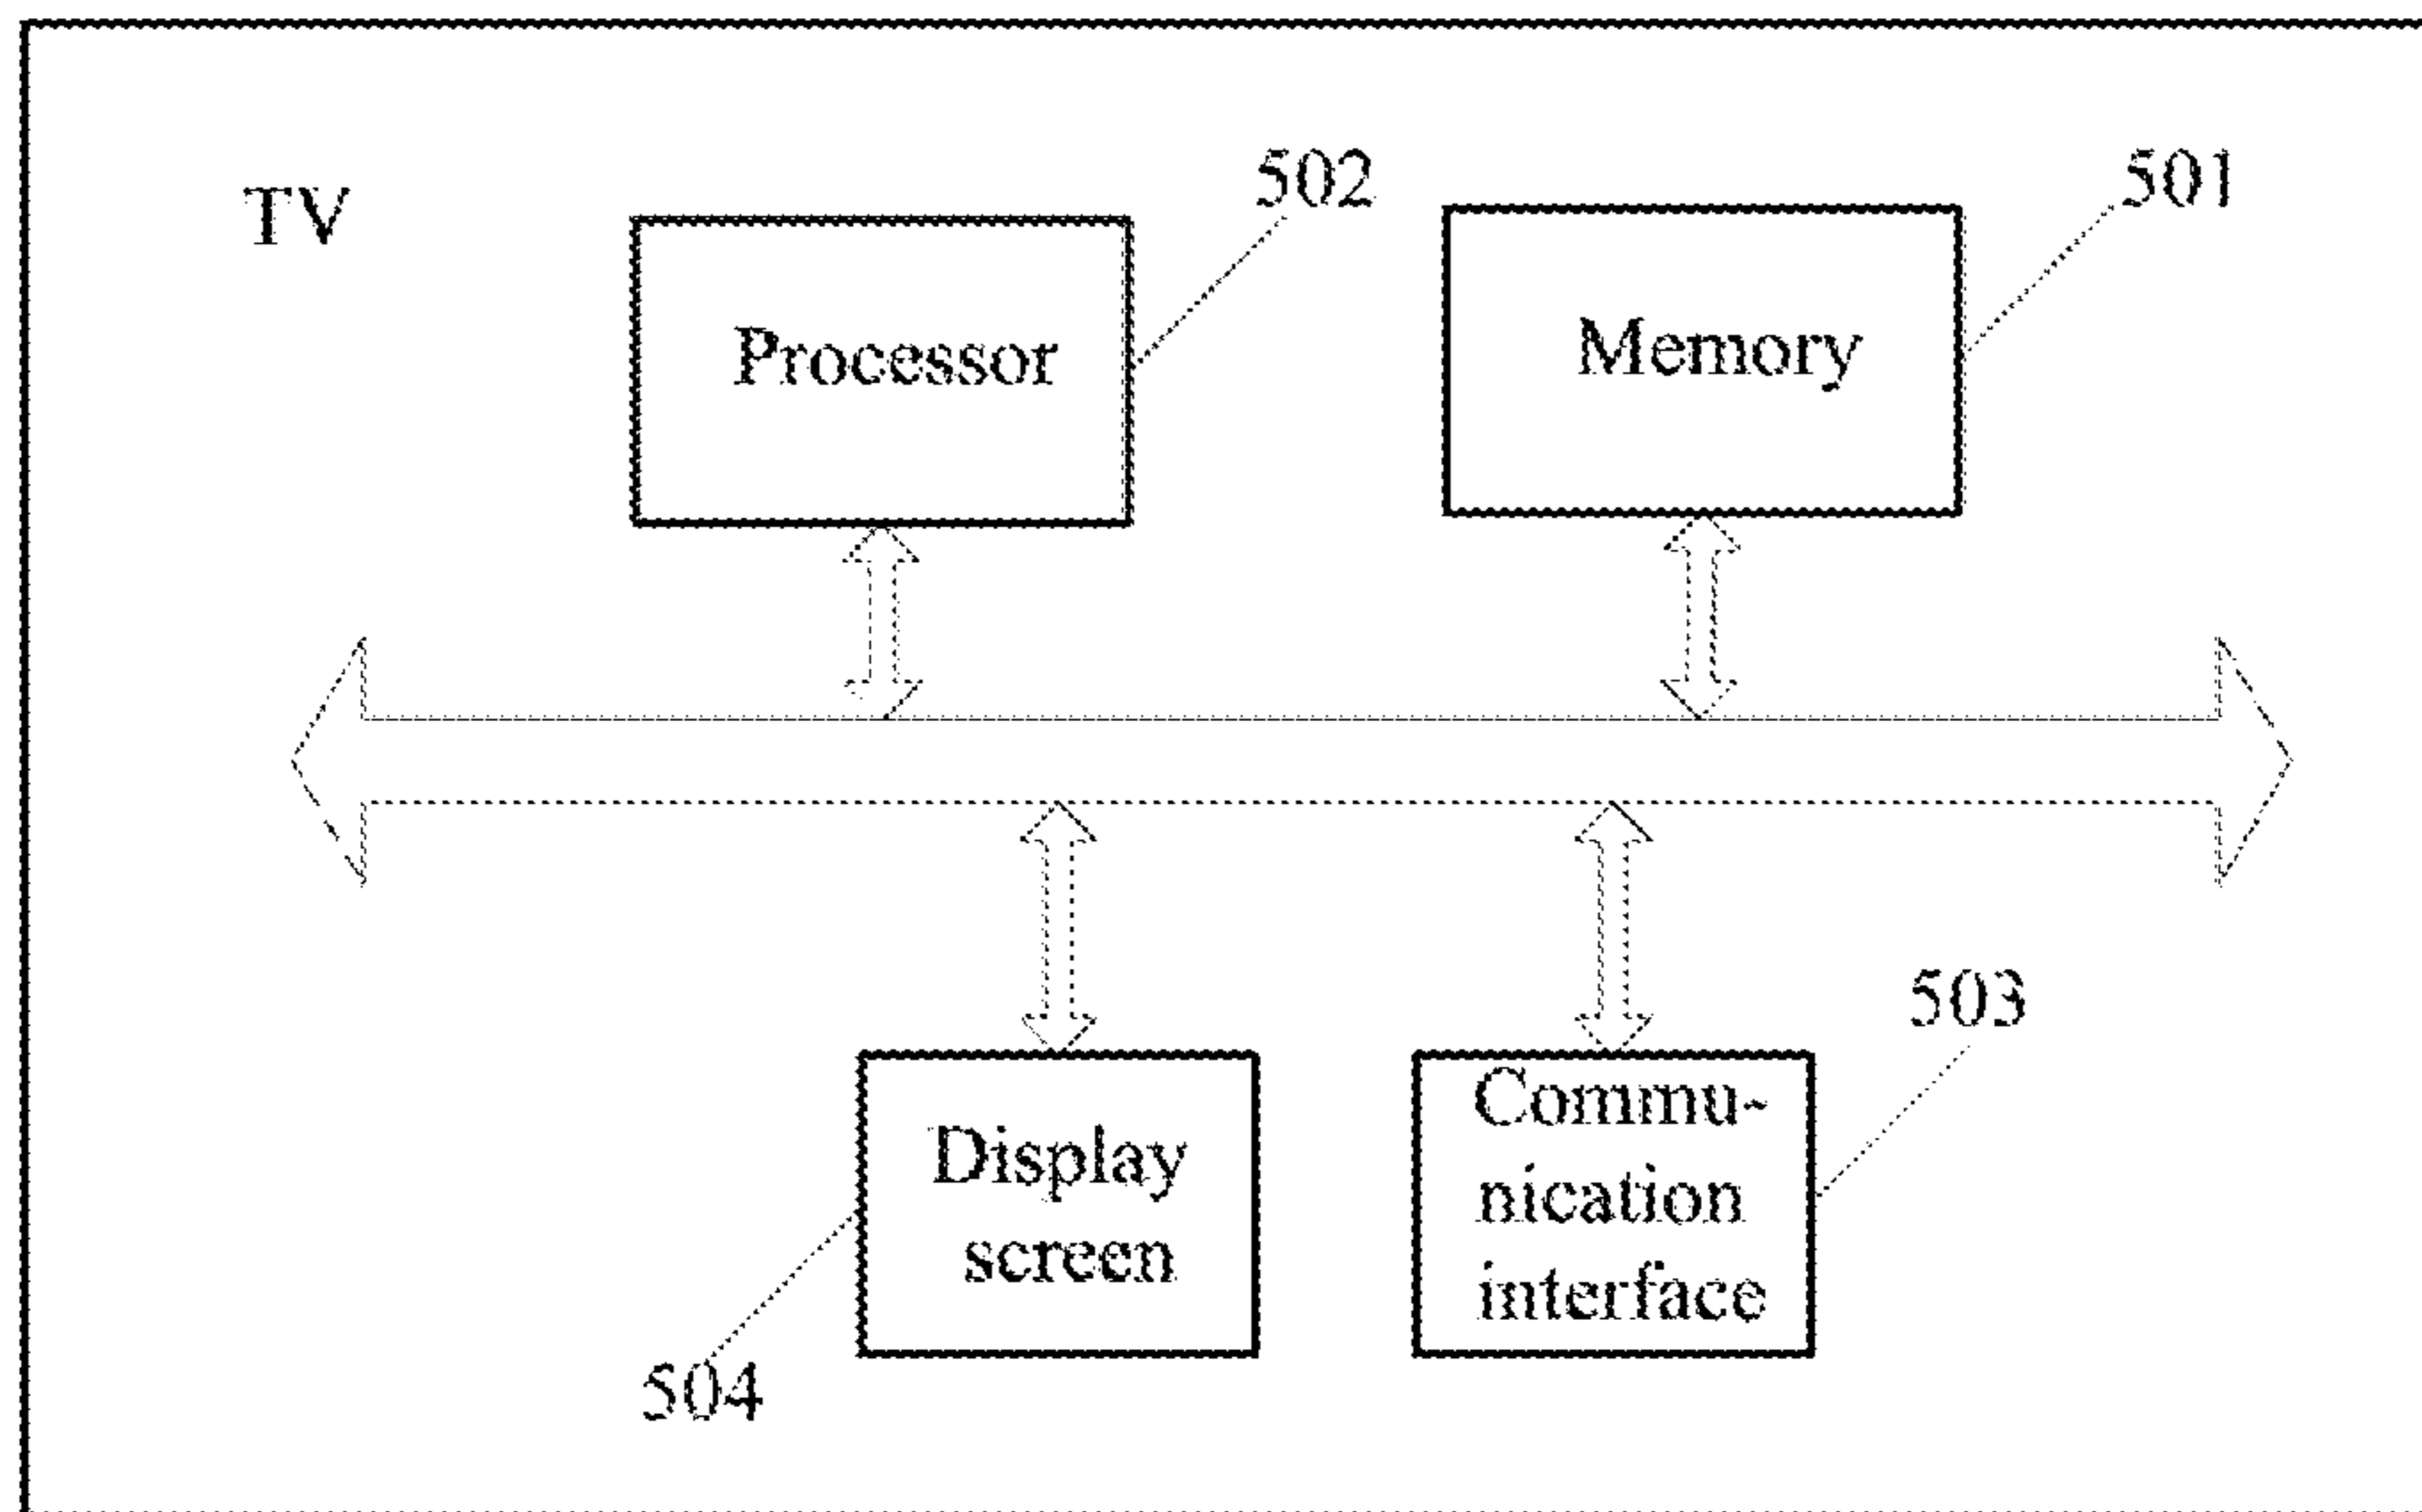 TV
502
501
Processor
Memory
503
Display
screen
Commu-
nication
interface
504